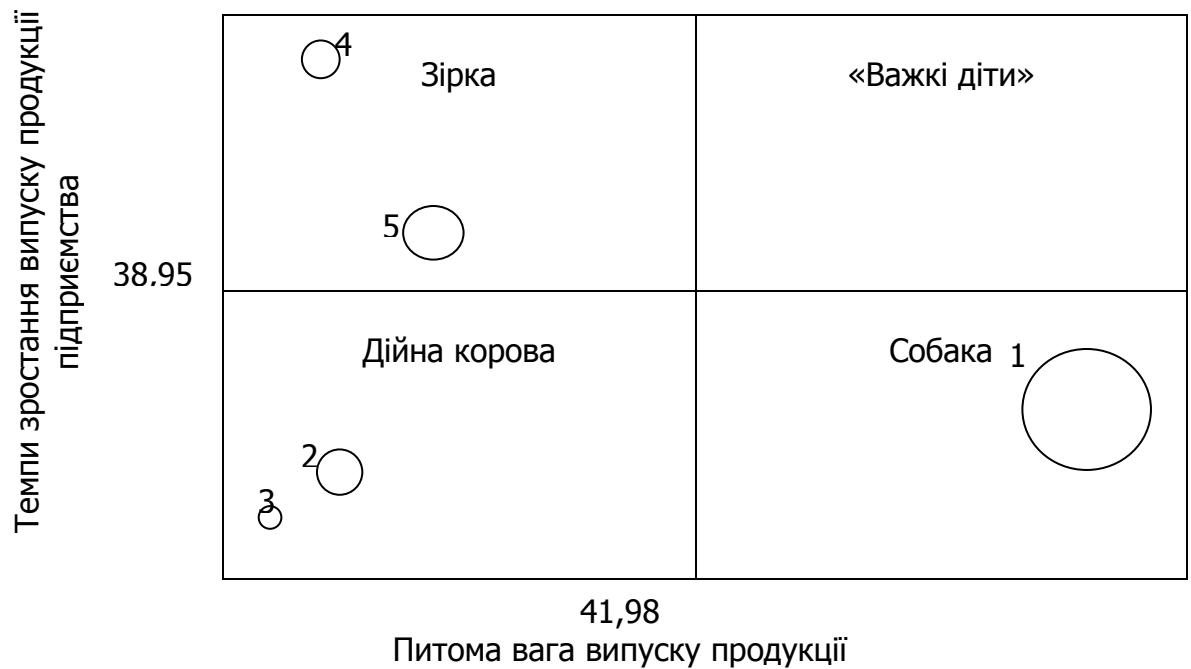 Темпи зростання випуску продукції
підприємства
4
Зірка
«Важкі діти»
5
38,95
Дійна корова
Собака
1
2
3
41,98
Питома вага випуску продукції